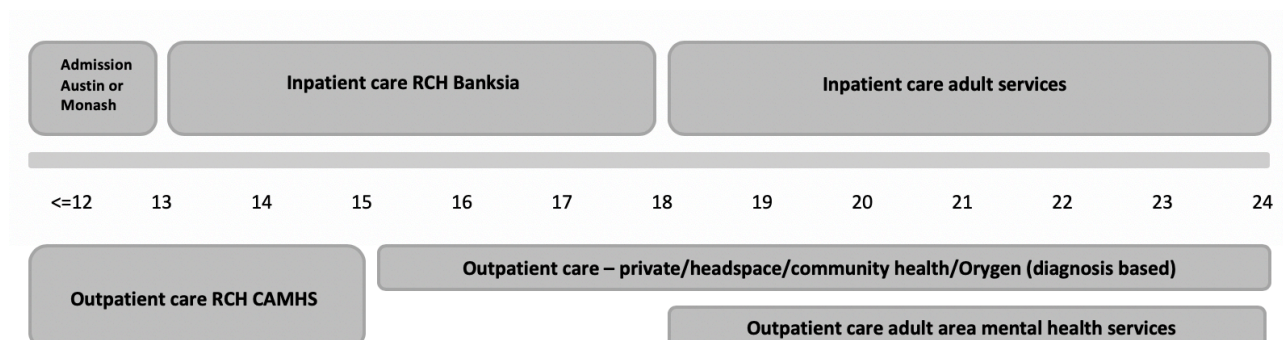 Admission
Austin or
Monash
Inpatient care RCH Banksia
Inpatient care adult services
<=12 13 14 15 16 17 18 19 20 21 22 23 24
Outpatient care – private/headspace/community health/Orygen (diagnosis based)
Outpatient care RCH CAMHS
Outpatient care adult area mental health services